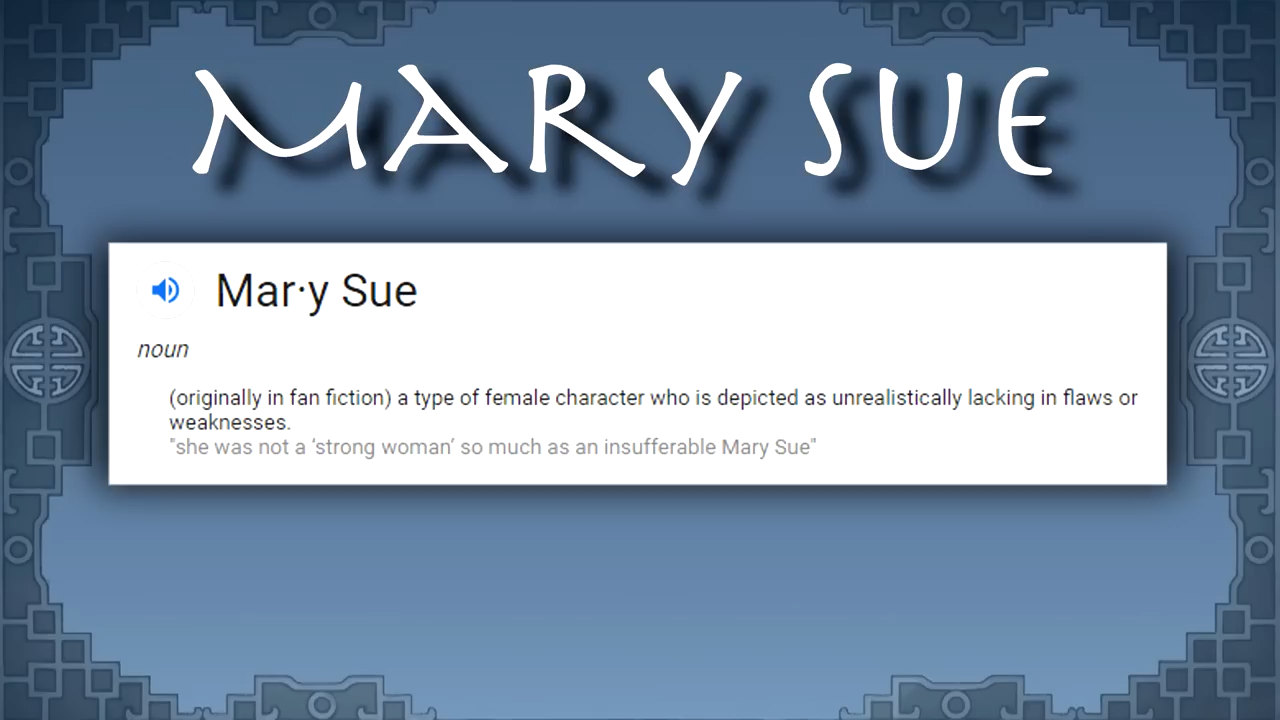 MARY SUE
Mar·y Sue
noun
(originally in fan fiction) a type of female character who is depicted as unrealistically lacking in flaws or
weaknesses.
"she was not a ‘strong woman’ so much as an insufferable Mary Sue"